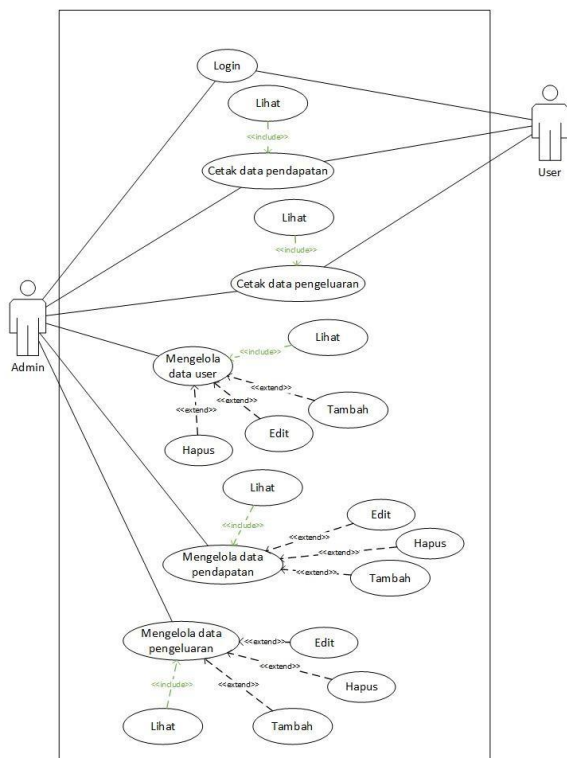 Login
Lihat
<<include>>
Cetak data pendapatan
User
Lihat
<<include>>
Cetak data pengeluaran
Admin
Lihat
<<include>>
Mengelola
data user
<<extend>>
Tambah
<<extend>>
<<extend>>
Edit
Hapus
Lihat
<<include>>
Edit
<<extend>>
Hapus
<<extend>>
Mengelola data
pendapatan
<<extend>>
Tambah
Mengelola data
pengeluaran
<<extend>>
Edit
<<extend>>
Hapus
<<include>>
<<extend>>
Lihat
Tambah